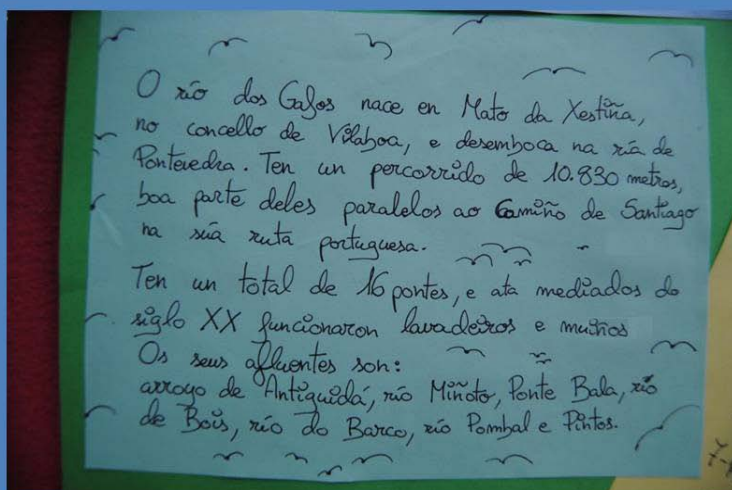 O río dos Gafos nace en Mato da Xestiña,
no concello de Vilaboa, e desemboca na ría de
Pontevedra. Ten un percorrido de 10.830 metros,
boa parte deles paralelos ao Camiño de Santiago
na súa ruta portuguesa.
Ten un total de 16 pontes, e ata mediados do
siglo XX funcionaron lavadeiros e muiños
Os seus afluentes son:
arroyo de Antiquidá, río Miñoto, Ponte Bala, río
de Bois, río do Barco, río Pombal e Pintos.